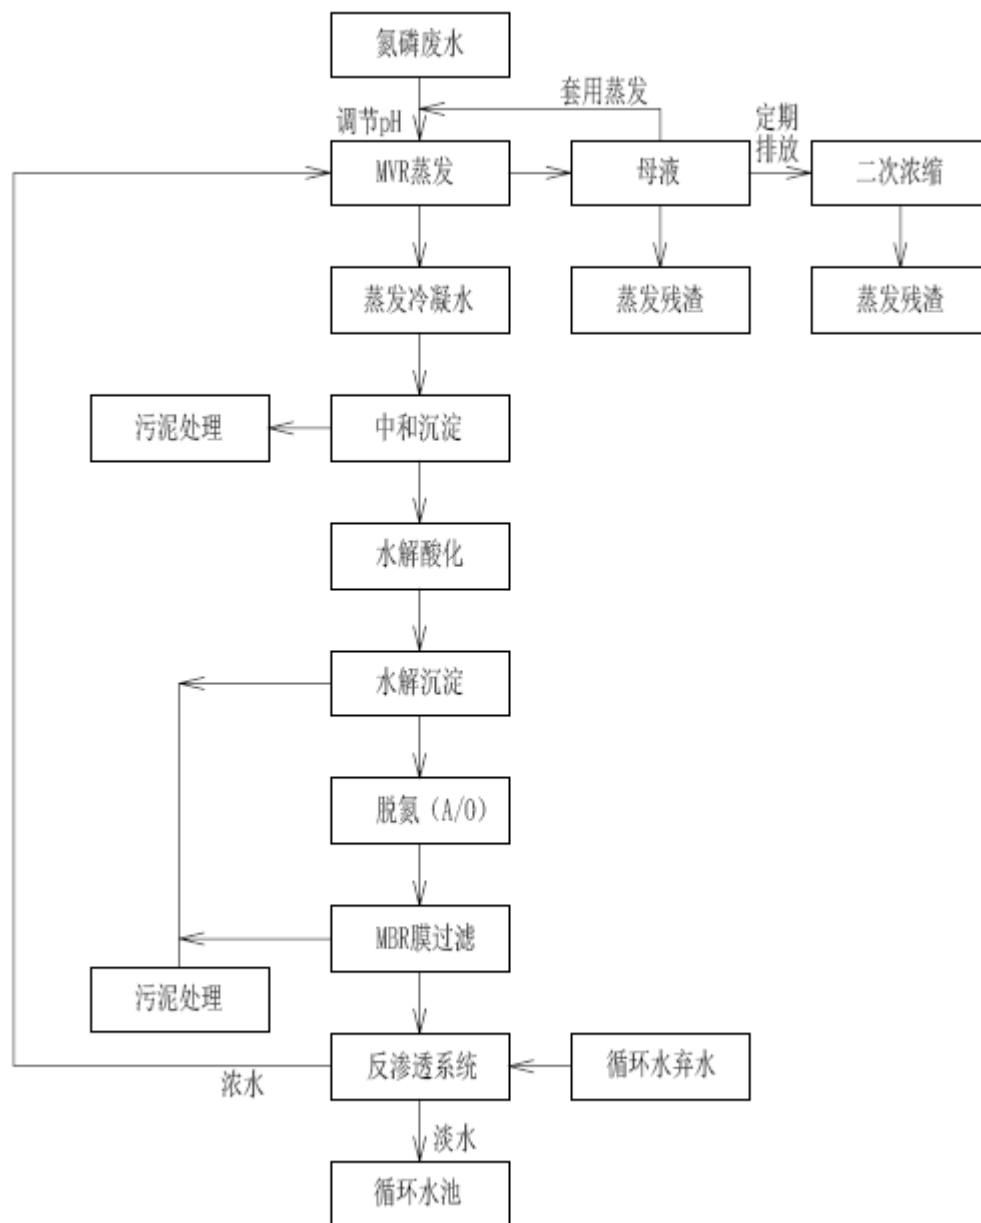 氮磷废水
套用蒸发
调节pH
定期
排放
MVR蒸发
母液
二次浓缩
蒸发冷凝水
蒸发残渣
蒸发残渣
污泥处理
中和沉淀
水解酸化
水解沉淀
脱氮（A/O）
MBR膜过滤
污泥处理
反渗透系统
循环水弃水
浓水
淡水
循环水池